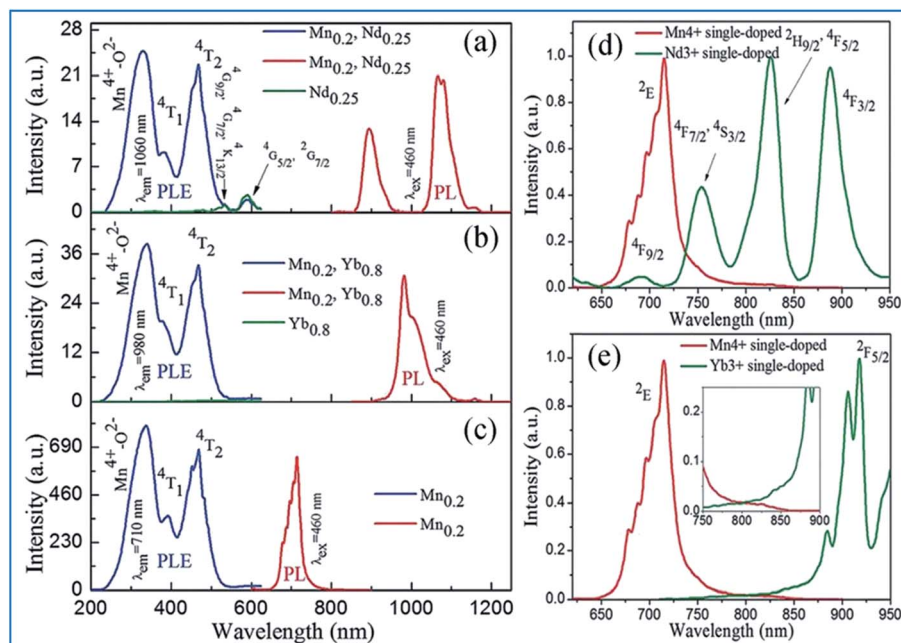 (a)
Mn0.2, Nd0.25
Mn0.2, Nd0.25
Nd0.25
Mn4+-O2-
4T1
4T2
4G9/2,
4G7/2,
4K13/2
4G5/2, 2G7/2
λem=1060 nm
PLE
λex=460 nm
PL
Intensity (a.u.)
28
21
14
7
0
(b)
Mn0.2, Yb0.8
Mn0.2, Yb0.8
Yb0.8
Mn4+-O2-
4T1
4T2
λem=980 nm
PLE
λex=460 nm
PL
Intensity (a.u.)
36
24
12
0
(c)
Mn0.2
Mn0.2
Mn4+-O2-
4T1
4T2
λem=710 nm
PLE
λex=460 nm
PL
Intensity (a.u.)
690
460
230
0
200 400 600 800 1000 1200
Wavelength (nm)
(d)
Mn4+ single-doped
Nd3+ single-doped
2H9/2, 4F5/2
2E
4F7/2, 4S3/2
4F3/2
4F9/2
Intensity (a.u.)
1.0
0.8
0.6
0.4
0.2
0.0
650 700 750 800 850 900 950
Wavelength (nm)
(e)
Mn4+ single-doped
Yb3+ single-doped
2E
2F5/2
0.2
0.1
0.0
750 800 850 900
Intensity (a.u.)
1.0
0.8
0.6
0.4
0.2
0.0
650 700 750 800 850 900 950
Wavelength (nm)